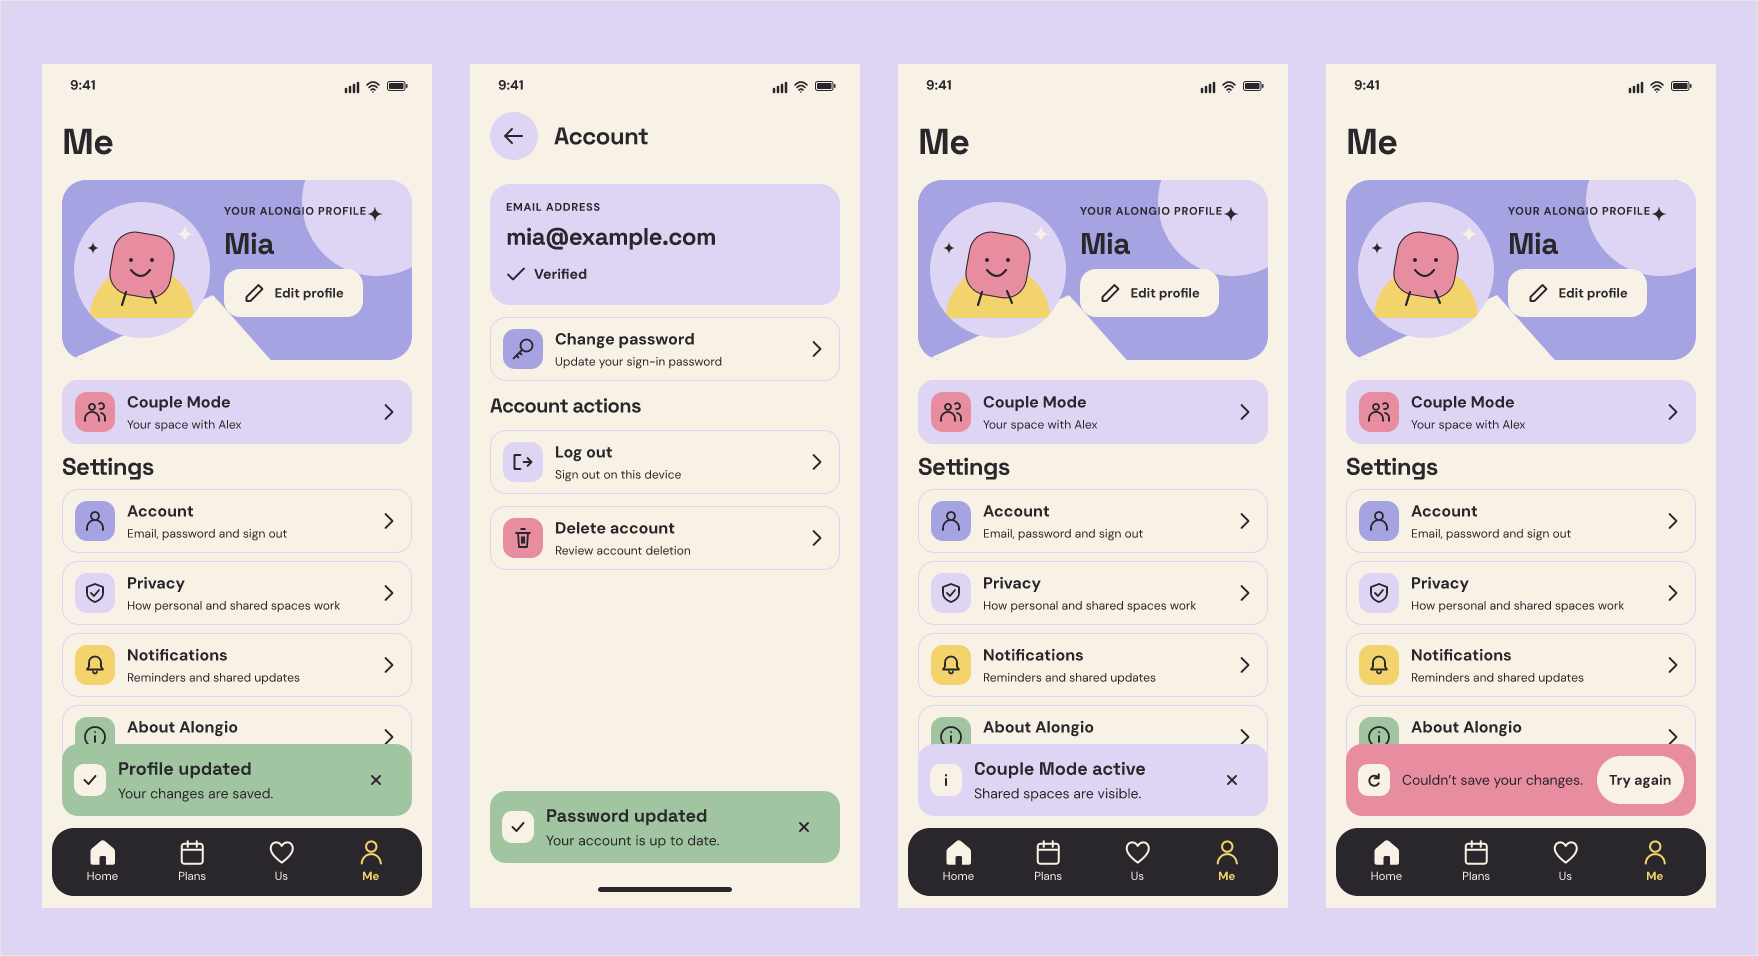 9:41
Me
YOUR ALONGIO PROFILE
Mia
Edit profile
Couple Mode
Your space with Alex
Settings
Account
Email, password and sign out
Privacy
How personal and shared spaces work
Notifications
Reminders and shared updates
About Alongio
Profile updated
Your changes are saved.
Home
Plans
Us
Me
9:41
Account
EMAIL ADDRESS
mia@example.com
Verified
Change password
Update your sign-in password
Account actions
Log out
Sign out on this device
Delete account
Review account deletion
Password updated
Your account is up to date.
9:41
Me
YOUR ALONGIO PROFILE
Mia
Edit profile
Couple Mode
Your space with Alex
Settings
Account
Email, password and sign out
Privacy
How personal and shared spaces work
Notifications
Reminders and shared updates
About Alongio
Couple Mode active
Shared spaces are visible.
Home
Plans
Us
Me
9:41
Me
YOUR ALONGIO PROFILE
Mia
Edit profile
Couple Mode
Your space with Alex
Settings
Account
Email, password and sign out
Privacy
How personal and shared spaces work
Notifications
Reminders and shared updates
About Alongio
Couldn’t save your changes.
Try again
Home
Plans
Us
Me